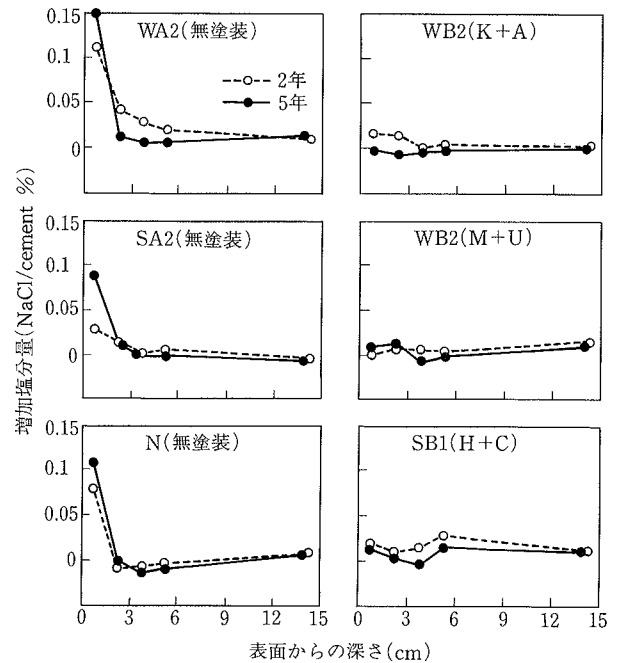 増加塩分量(NaCl/cement %)
0.15
0.1
0.05
0
WA2(無塗装)
2年
5年
WB2(K+A)
0.15
0.1
0.05
0
SA2(無塗装)
WB2(M+U)
0.15
0.1
0.05
0
N(無塗装)
SB1(H+C)
0 3 6 9 12 15
0 3 6 9 12 15
表面からの深さ(cm)